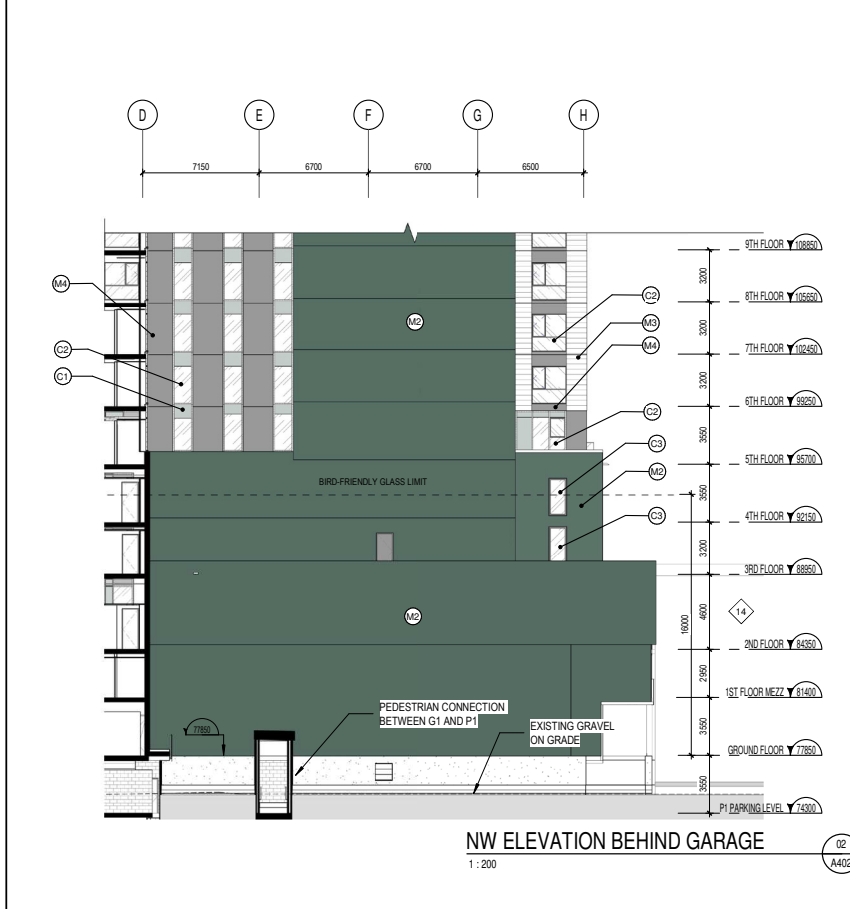 D E F G H
7150 6700 6700 6500
9TH FLOOR 108850
3200
M4
C2
8TH FLOOR 105650
M2
M3
3200
C2
M4
7TH FLOOR 102450
C1
3200
6TH FLOOR 99250
C2
3550
C3
5TH FLOOR 95700
M2
BIRD-FRIENDLY GLASS LIMIT
3550
C3
4TH FLOOR 92150
3200
3RD FLOOR 88950
M2
16000
4600
14
2ND FLOOR 84350
2950
1ST FLOOR MEZZ 81400
PEDESTRIAN CONNECTION
BETWEEN G1 AND P1
EXISTING GRAVEL
ON GRADE
77850
3550
GROUND FLOOR 77850
3550
P1 PARKING LEVEL 74300
NW ELEVATION BEHIND GARAGE
1 : 200
02
A402